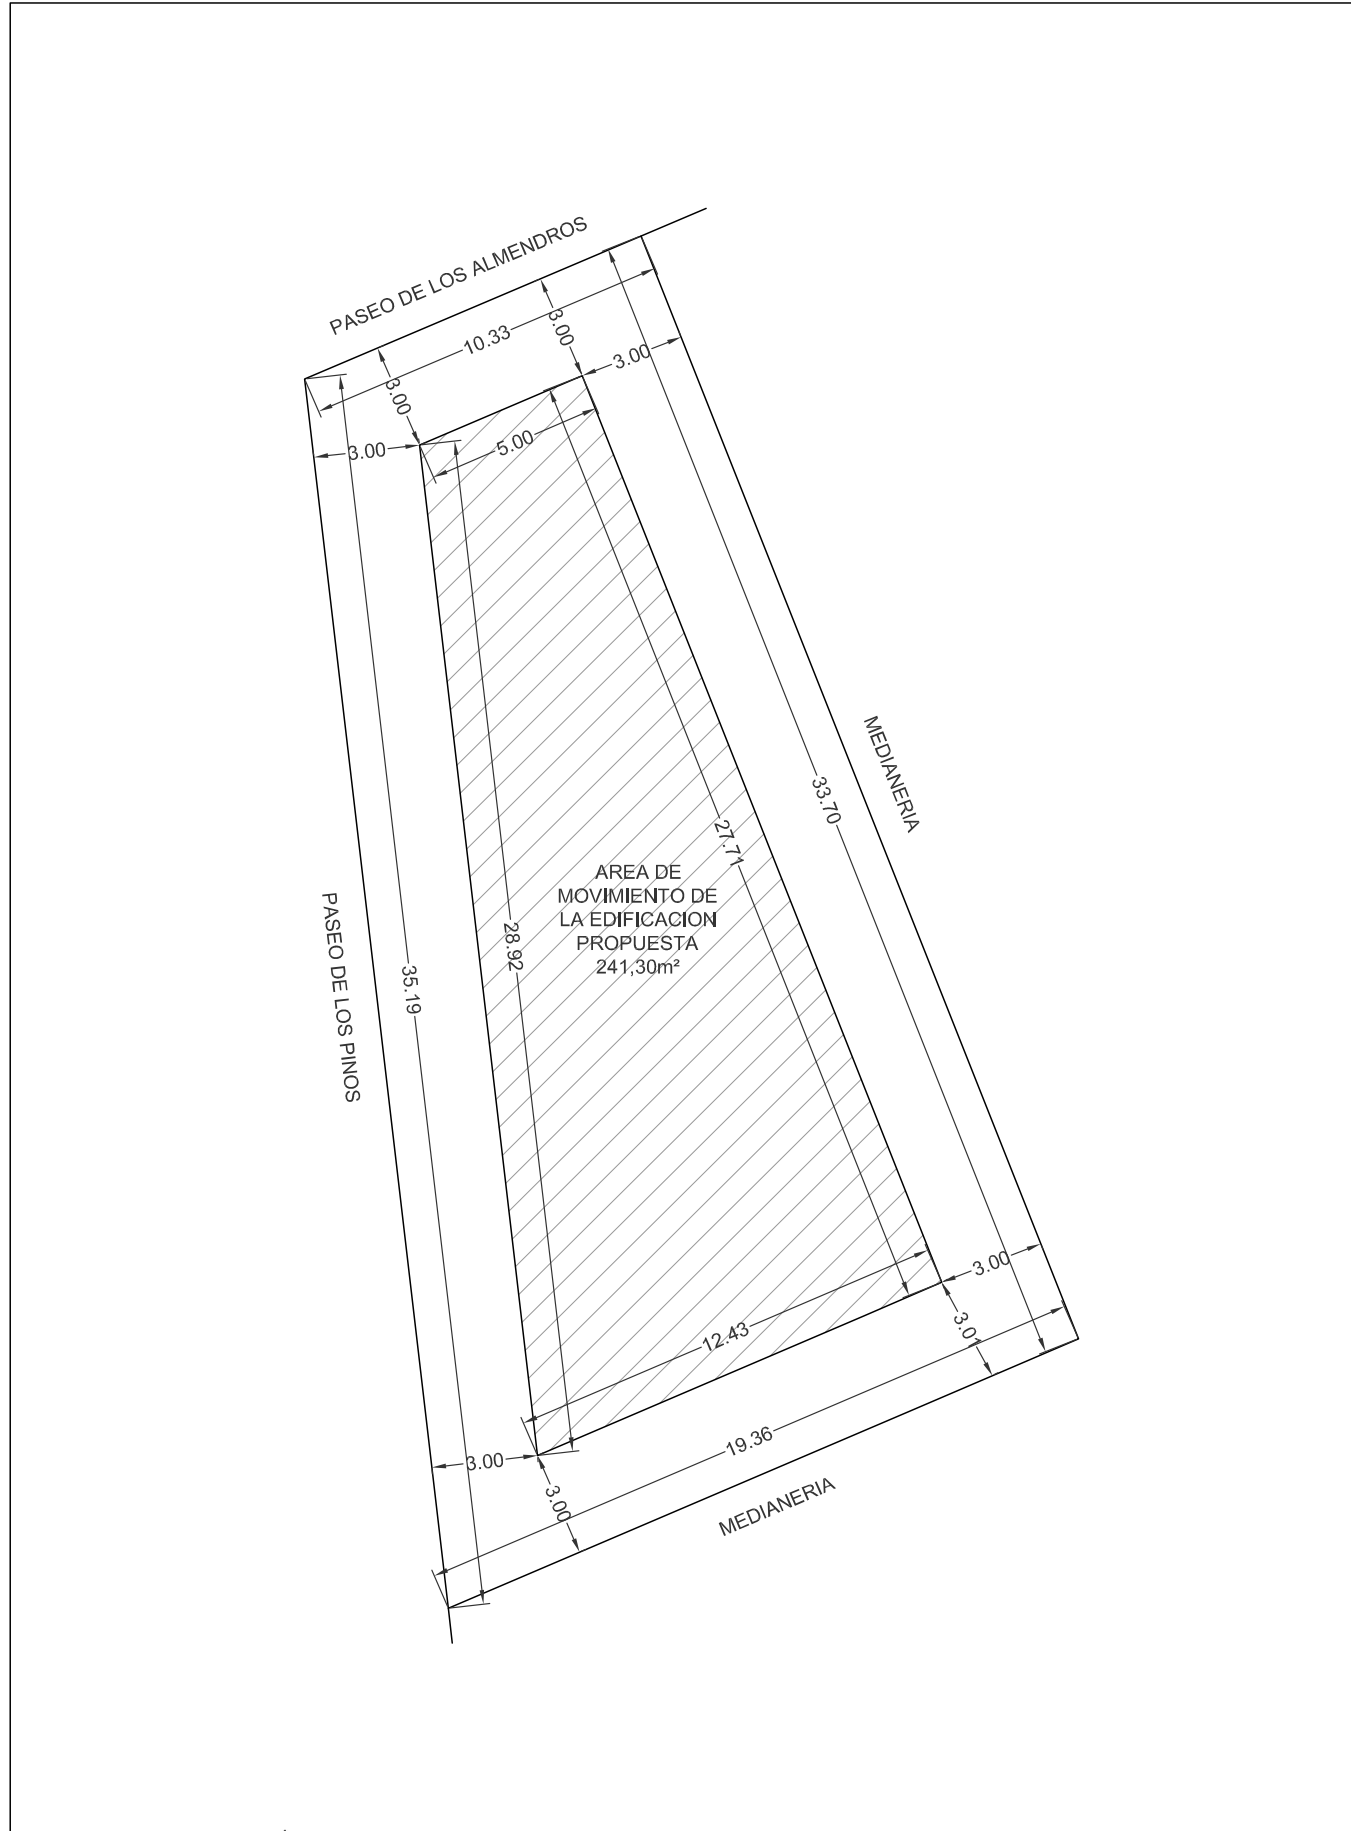 PASEO DE LOS ALMENDROS
10.33
3.00
3.00
3.00
3.00
5.00
MEDIANERIA
33.70
27.71
AREA DE
MOVIMIENTO DE
LA EDIFICACION
PROPUESTA
241,30m²
28.92
35.19
PASEO DE LOS PINOS
3.00
3.01
12.43
19.36
3.00
3.00
MEDIANERIA